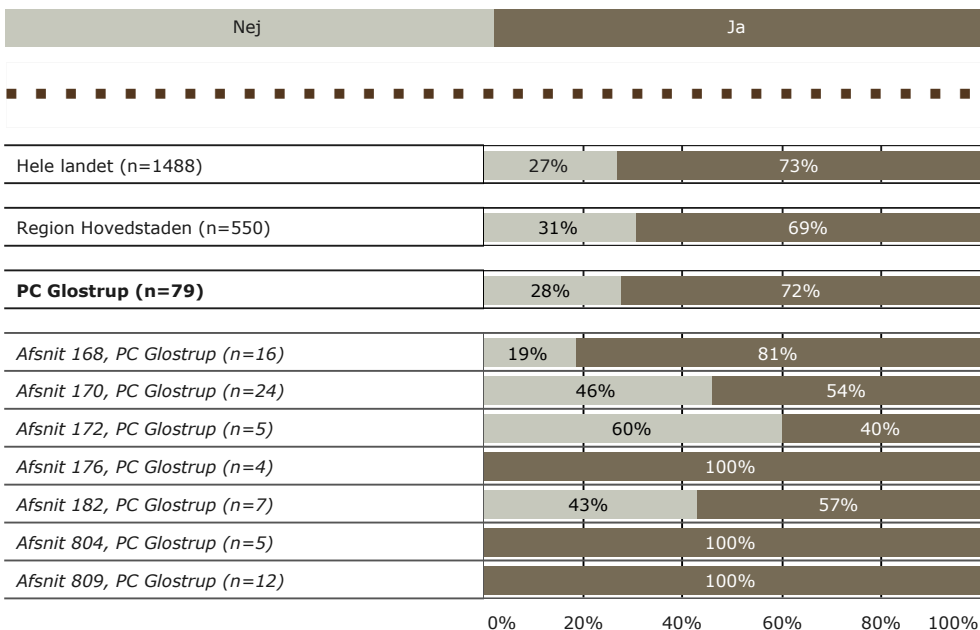 Nej Ja
Hele landet (n=1488) 27% 73%
Region Hovedstaden (n=550) 31% 69%
PC Glostrup (n=79) 28% 72%
Afsnit 168, PC Glostrup (n=16) 19% 81%
Afsnit 170, PC Glostrup (n=24) 46% 54%
Afsnit 172, PC Glostrup (n=5) 60% 40%
Afsnit 176, PC Glostrup (n=4) 100%
Afsnit 182, PC Glostrup (n=7) 43% 57%
Afsnit 804, PC Glostrup (n=5) 100%
Afsnit 809, PC Glostrup (n=12) 100%
0% 20% 40% 60% 80% 100%